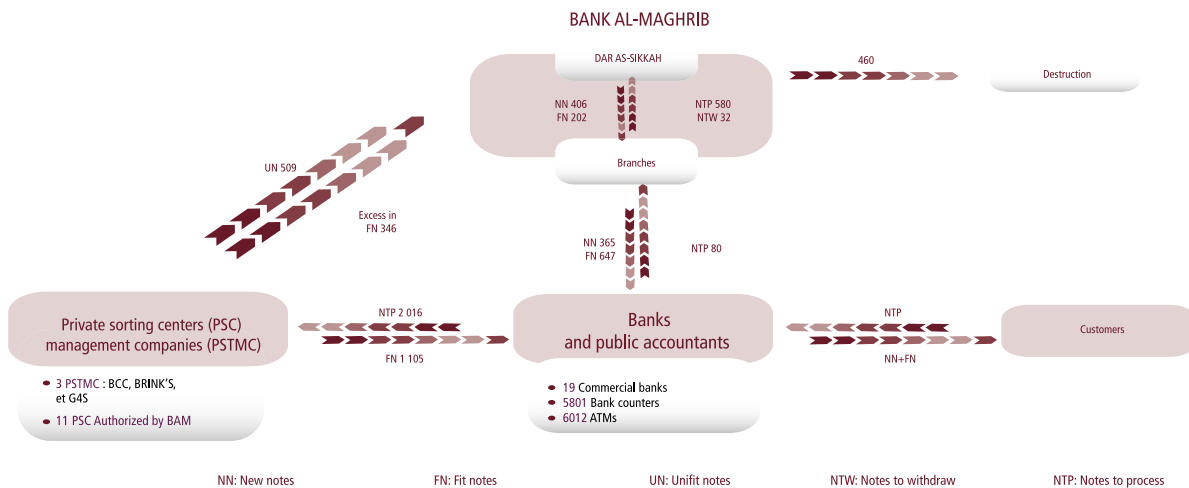 BANK AL-MAGHRIB
DAR AS-SIKKAH
460
Destruction
NN 406
FN 202
NTP 580
NTW 32
Branches
UN 509
Excess in
FN 346
NN 365
FN 647
NTP 80
Private sorting centers (PSC)
management companies (PSTMC)
NTP 2 016
FN 1 105
Banks
and public accountants
NTP
NN+FN
Customers
• 3 PSTMC : BCC, BRINK'S,
et G4S
• 11 PSC Authorized by BAM
• 19 Commercial banks
• 5801 Bank counters
• 6012 ATMs
NN: New notes
FN: Fit notes
UN: Unifit notes
NTW: Notes to withdraw
NTP: Notes to process